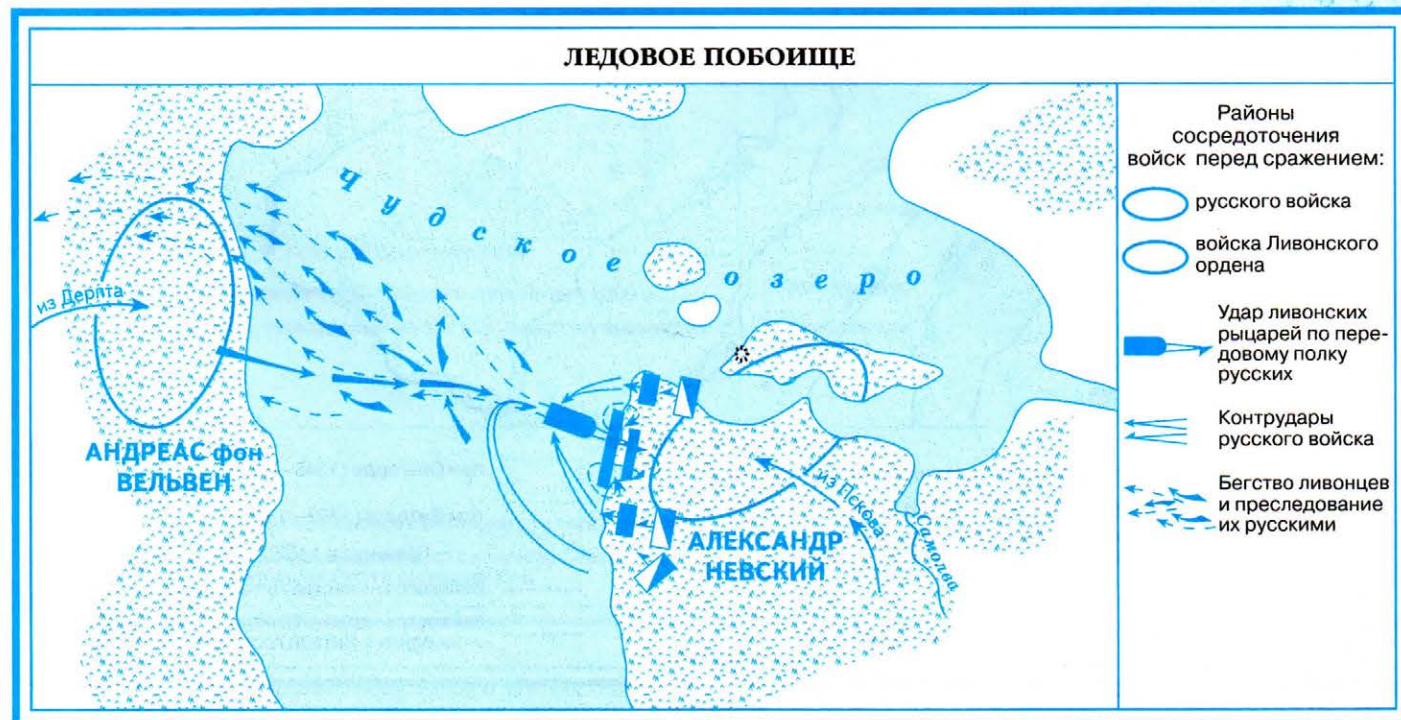 ЛЕДОВОЕ ПОБОИЩЕ
Чудское озеро
из Дерпта
АНДРЕАС фон
ВЕЛЬВЕН
из Пскова
Самолва
АЛЕКСАНДР
НЕВСКИЙ
Районы
сосредоточения
войск перед сражением:
русского войска
войска Ливонского
ордена
Удар ливонских
рыцарей по пере-
довому полку
русских
Контрудары
русского войска
Бегство ливонцев
и преследование
их русскими